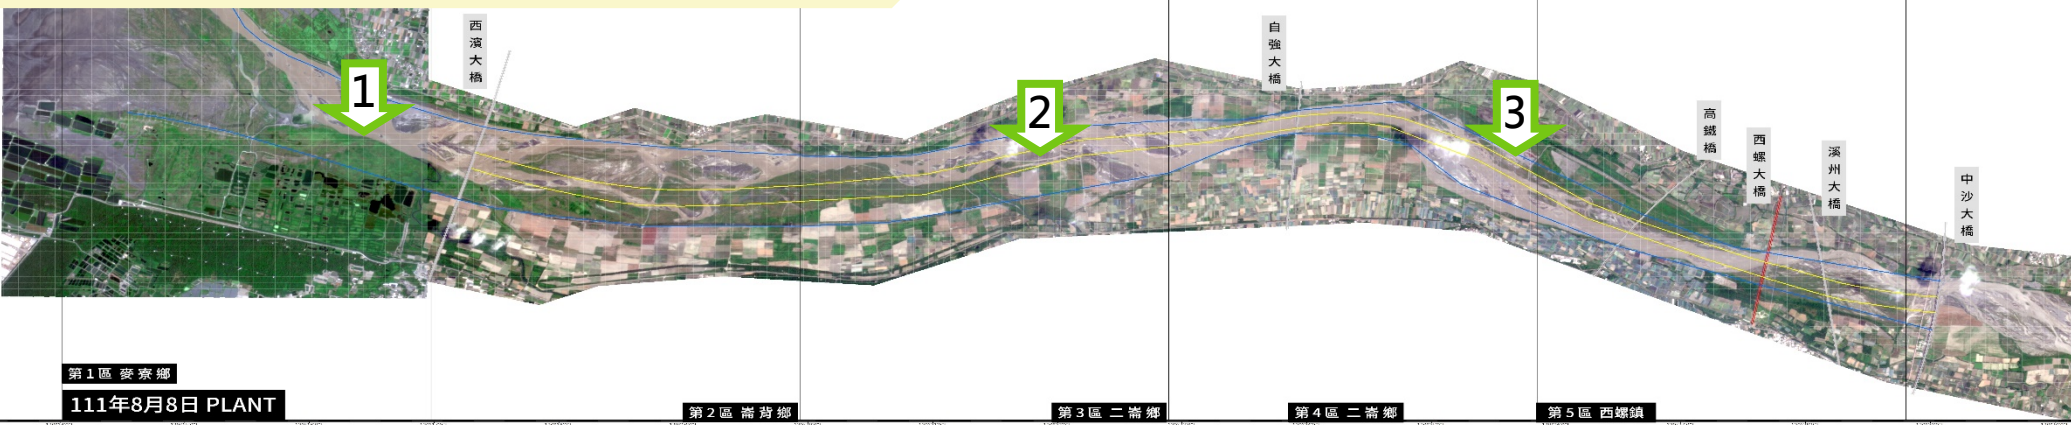 西濱大橋
自強大橋
高鐵橋
西螺大橋
溪州大橋
中沙大橋
1
2
3
第1區 麥寮鄉
111年8月8日 PLANT
第2區 崙背鄉
第3區 二崙鄉
第4區 二崙鄉
第5區 西螺鎮